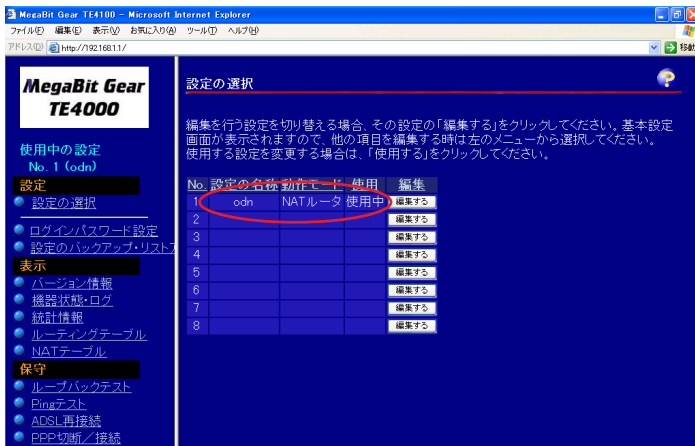 MegaBit Gear TE4100 - Microsoft Internet Explorer
ファイル(F) 編集(E) 表示(V) お気に入り(A) ツール(T) ヘルプ(H)
アドレス(D) http://192.168.1.1/ 移動
MegaBit Gear
TE4000
使用中の設定
No. 1 (odn)
設定
設定の選択
ログインパスワード設定
設定のバックアップ・リストア
表示
バージョン情報
機器状態・ログ
統計情報
ルーティングテーブル
NATテーブル
保守
ループバックテスト
Pingテスト
ADSL再接続
PPP切断／接続
設定の選択
編集を行う設定を切り替える場合、その設定の「編集する」をクリックしてください。基本設定
画面が表示されますので、他の項目を編集する時は左のメニューから選択してください。
使用する設定を変更する場合は、「使用する」をクリックしてください。
No. 設定の名称 動作モード 使用 編集
1 odn NATルータ 使用中 編集する
2 編集する
3 編集する
4 編集する
5 編集する
6 編集する
7 編集する
8 編集する